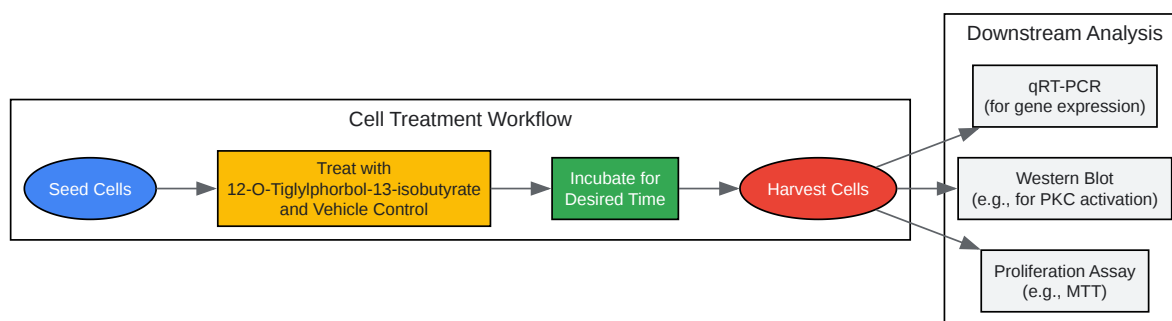 Cell Treatment Workflow
Seed Cells
Treat with
12-O-Tiglylphorbol-13-isobutyrate
and Vehicle Control
Incubate for
Desired Time
Harvest Cells
Downstream Analysis
qRT-PCR
(for gene expression)
Western Blot
(e.g., for PKC activation)
Proliferation Assay
(e.g., MTT)